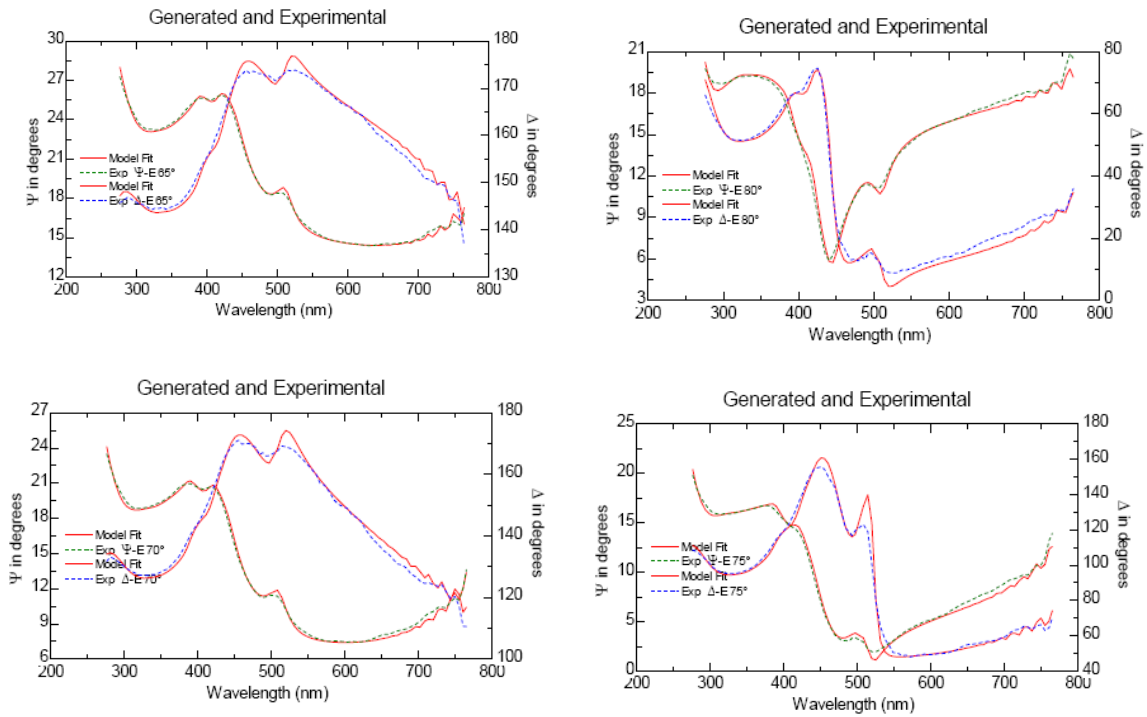 Generated and Experimental
30
27
24
21
18
15
12
Ψ in degrees
Model Fit
Exp Ψ-E 65°
Model Fit
Exp Δ-E 65°
180
170
160
150
140
130
Δ in degrees
200 300 400 500 600 700 800
Wavelength (nm)
Generated and Experimental
21
18
15
12
9
6
3
Ψ in degrees
Model Fit
Exp Ψ-E 80°
Model Fit
Exp Δ-E 80°
80
60
40
20
0
Δ in degrees
200 300 400 500 600 700 800
Wavelength (nm)
Generated and Experimental
27
24
21
18
15
12
9
6
Ψ in degrees
Model Fit
Exp Ψ-E 70°
Model Fit
Exp Δ-E 70°
180
160
140
120
100
Δ in degrees
200 300 400 500 600 700 800
Wavelength (nm)
Generated and Experimental
25
20
15
10
5
0
Ψ in degrees
Model Fit
Exp Ψ-E 75°
Model Fit
Exp Δ-E 75°
180
160
140
120
100
80
60
40
Δ in degrees
200 300 400 500 600 700 800
Wavelength (nm)